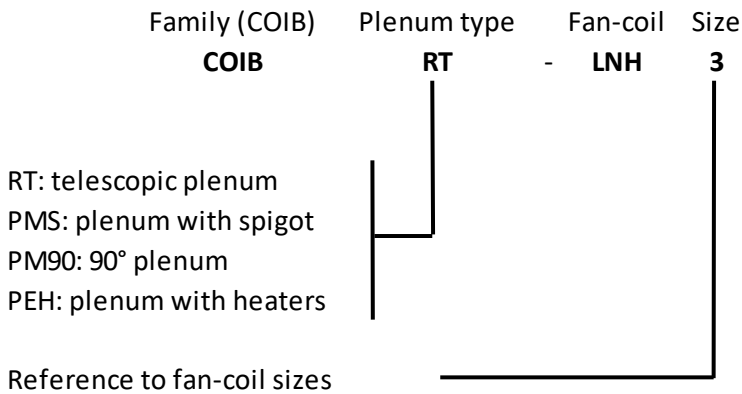 Family (COIB) Plenum type Fan-coil Size
COIB RT - LNH 3
RT: telescopic plenum
PMS: plenum with spigot
PM90: 90° plenum
PEH: plenum with heaters
Reference to fan-coil sizes